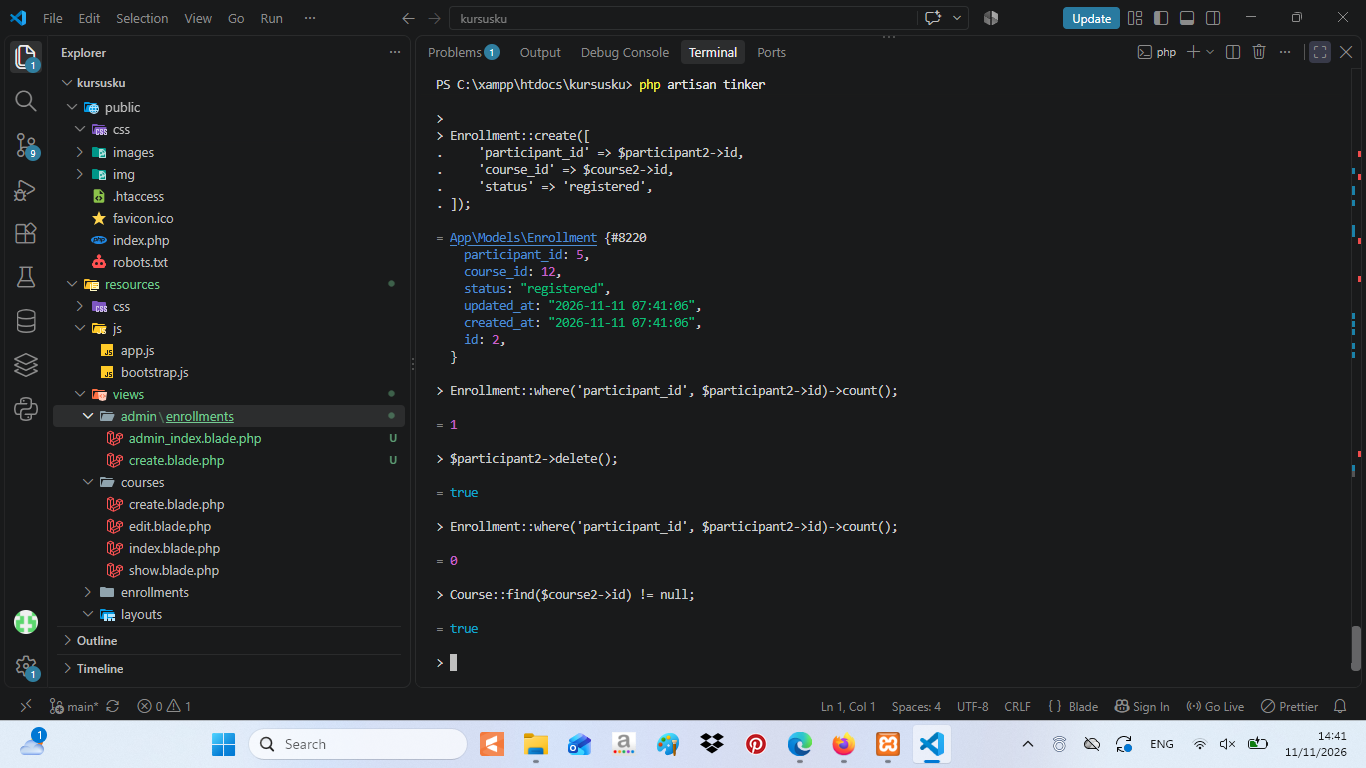 File Edit Selection View Go Run ···
kursusku
Update
Explorer
Problems 1 Output Debug Console Terminal Ports
php
1
9
1
kursusku
public
css
images
img
.htaccess
favicon.ico
index.php
robots.txt
resources
css
js
app.js
bootstrap.js
views
admin\enrollments
admin_index.blade.php U
create.blade.php U
courses
create.blade.php
edit.blade.php
index.blade.php
show.blade.php
enrollments
layouts
Outline
Timeline
PS C:\xampp\htdocs\kursusku> php artisan tinker
>
> Enrollment::create([
.     'participant_id' => $participant2->id,
.     'course_id' => $course2->id,
.     'status' => 'registered',
. ]);
= App\Models\Enrollment {#8220
participant_id: 5,
course_id: 12,
status: "registered",
updated_at: "2026-11-11 07:41:06",
created_at: "2026-11-11 07:41:06",
id: 2,
}
> Enrollment::where('participant_id', $participant2->id)->count();
= 1
> $participant2->delete();
= true
> Enrollment::where('participant_id', $participant2->id)->count();
= 0
> Course::find($course2->id) != null;
= true
>
main* 0 1 Ln 1, Col 1 Spaces: 4 UTF-8 CRLF { } Blade Sign In Go Live Prettier
1 Search ENG 14:41
11/11/2026